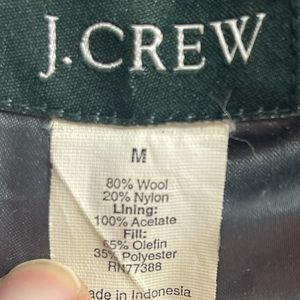 J.CREW
M
80% Wool
20% Nylon
Lining:
100% Acetate
Fill:
65% Olefin
35% Polyester
RN77388
ade in Indonesia